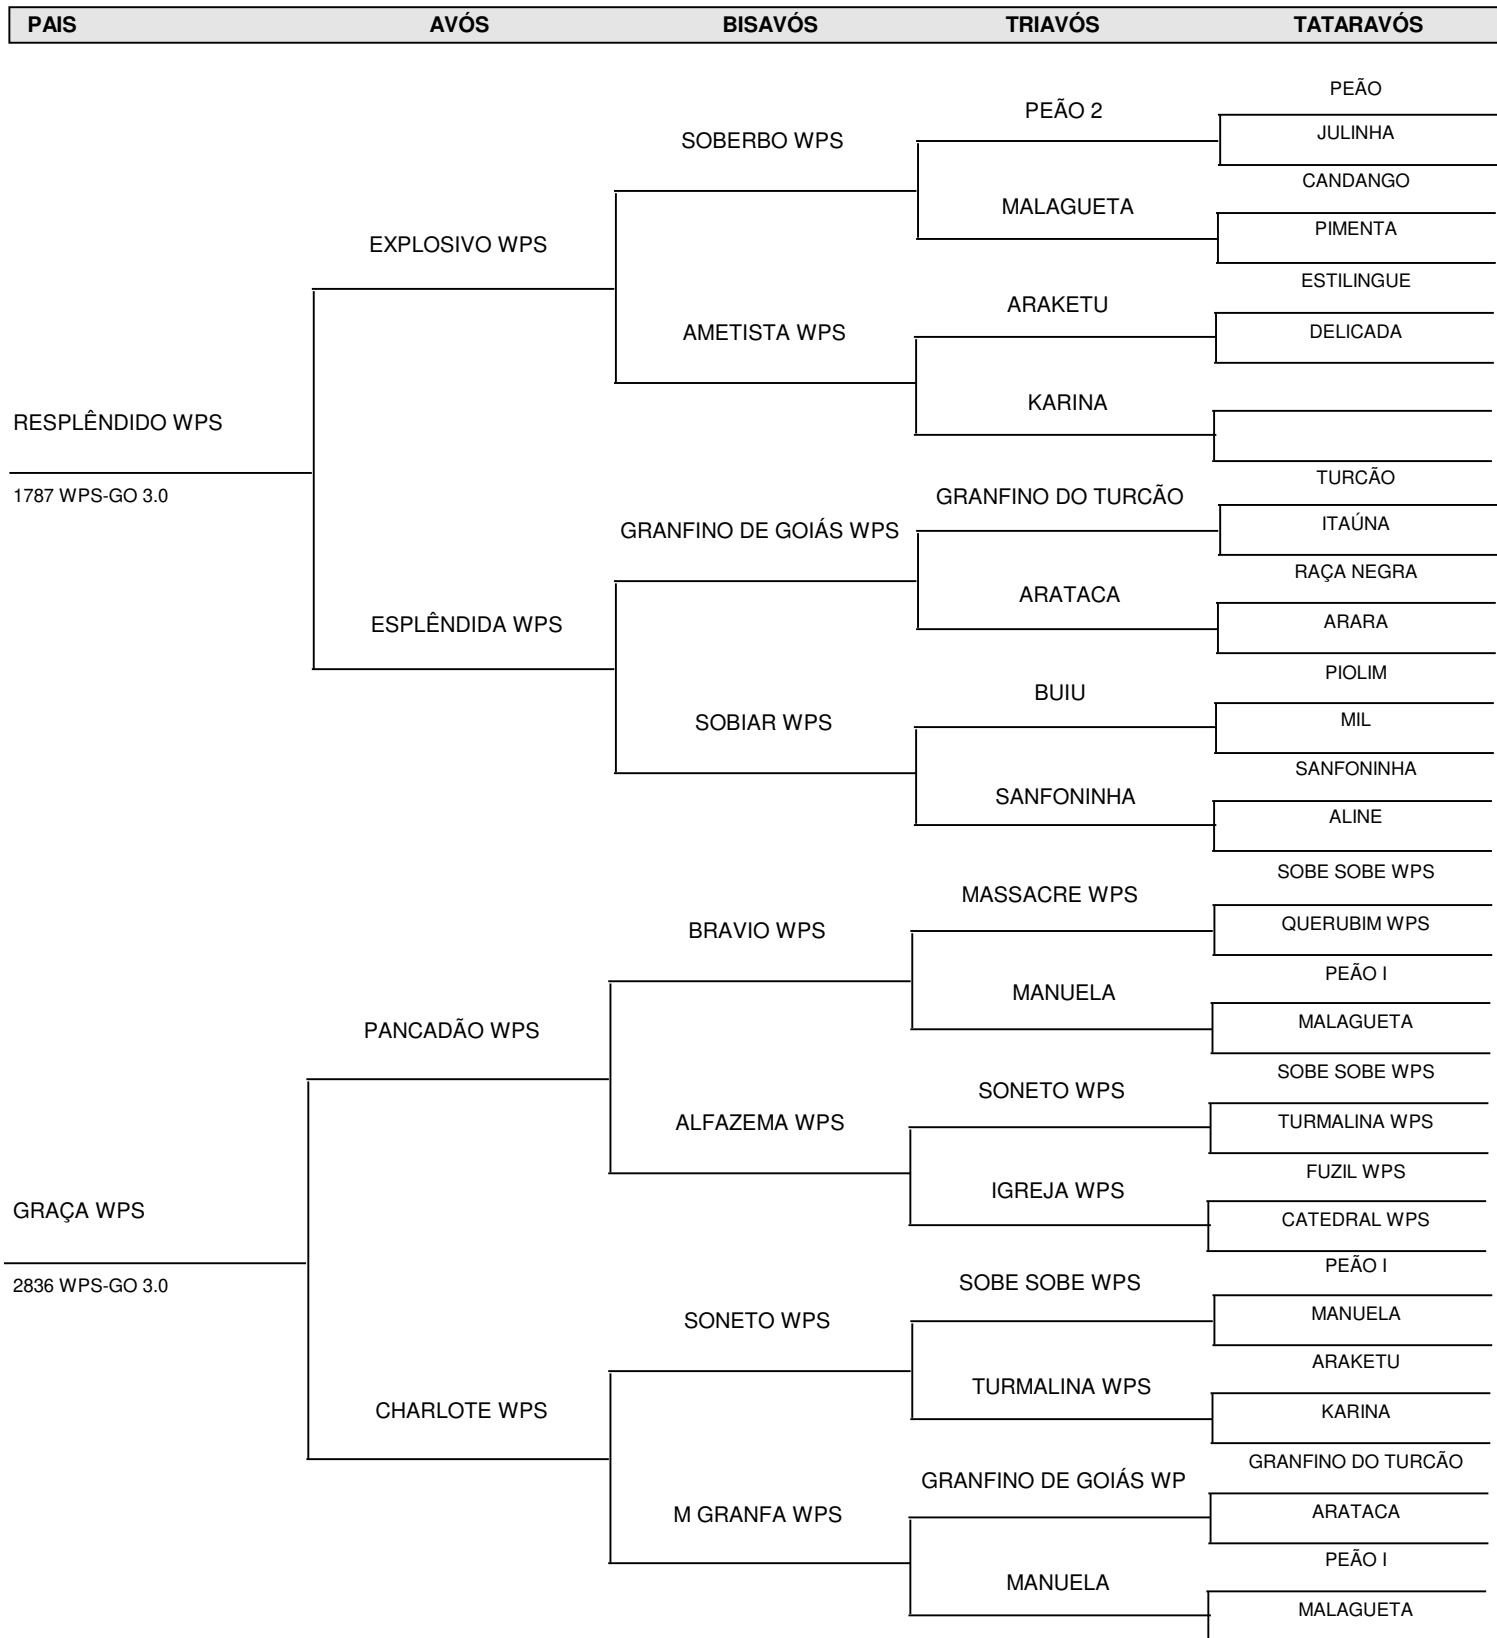 PAIS AVÓS BISAVÓS TRIAVÓS TATARAVÓS
PEÃO
PEÃO 2
JULINHA
SOBERBO WPS
CANDANGO
MALAGUETA
PIMENTA
EXPLOSIVO WPS
ESTILINGUE
ARAKETU
DELICADA
AMETISTA WPS
KARINA
RESPLÊNDIDO WPS
1787 WPS-GO 3.0
TURCÃO
GRANFINO DO TURCÃO
ITAÚNA
GRANFINO DE GOIÁS WPS
RAÇA NEGRA
ARATACA
ARARA
ESPLÊNDIDA WPS
PIOLIM
BUIU
MIL
SOBIAR WPS
SANFONINHA
SANFONINHA
ALINE
SOBE SOBE WPS
MASSACRE WPS
QUERUBIM WPS
BRAVIO WPS
PEÃO I
MANUELA
MALAGUETA
PANCADÃO WPS
SOBE SOBE WPS
SONETO WPS
TURMALINA WPS
ALFAZEMA WPS
FUZIL WPS
IGREJA WPS
CATEDRAL WPS
GRAÇA WPS
2836 WPS-GO 3.0
PEÃO I
SOBE SOBE WPS
MANUELA
SONETO WPS
ARAKETU
TURMALINA WPS
KARINA
CHARLOTE WPS
GRANFINO DO TURCÃO
GRANFINO DE GOIÁS WP
ARATACA
M GRANFA WPS
PEÃO I
MANUELA
MALAGUETA